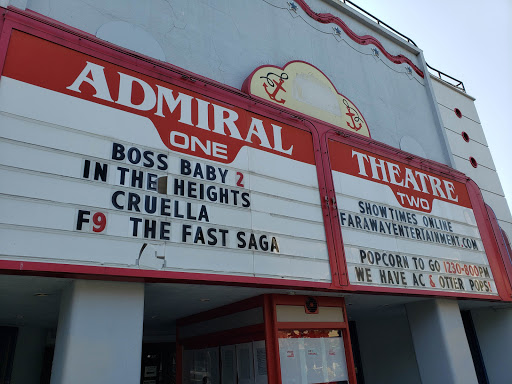 ADMIRAL
ONE
BOSS BABY 2
IN THE HEIGHTS
CRUELLA
F9 THE FAST SAGA
THEATRE
TWO
SHOWTIMES ONLINE
FARAWAYENTERTAINMENT.COM
POPCORN TO GO 1230-800PM
WE HAVE AC & OTTER POPS